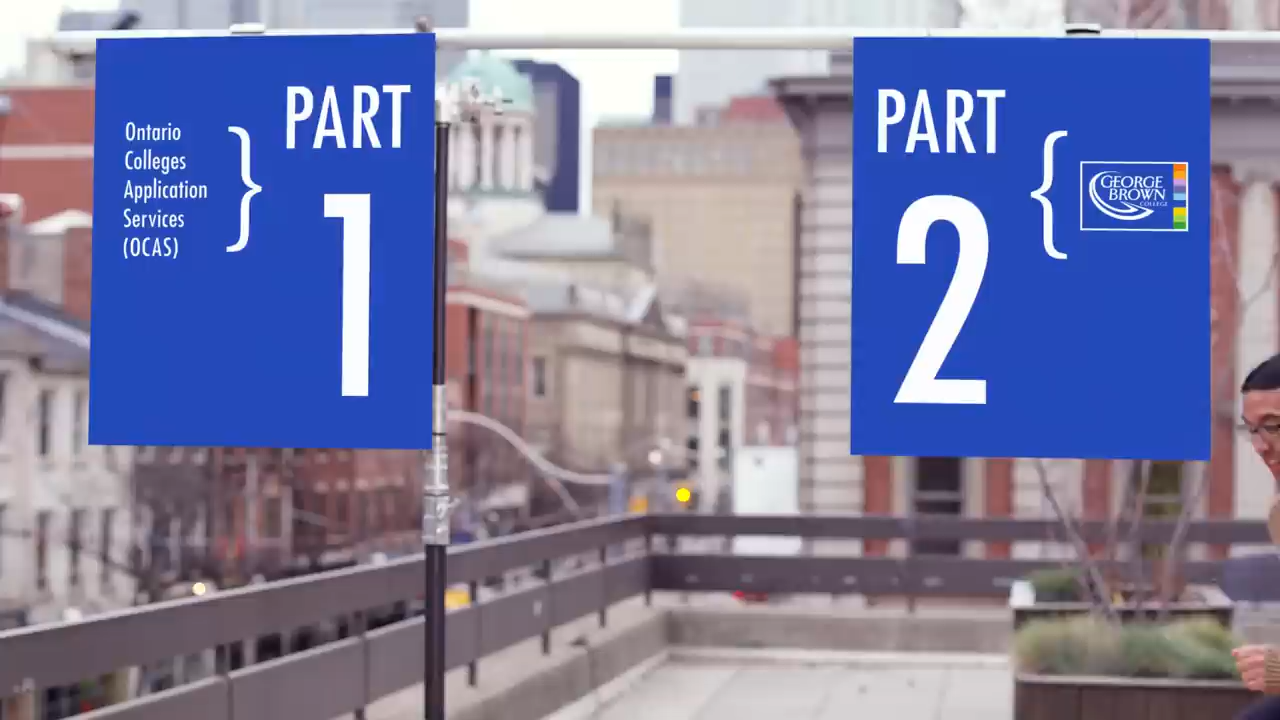 PART
1
Ontario
Colleges
Application
Services
(OCAS)
PART
2
GEORGE
BROWN
COLLEGE